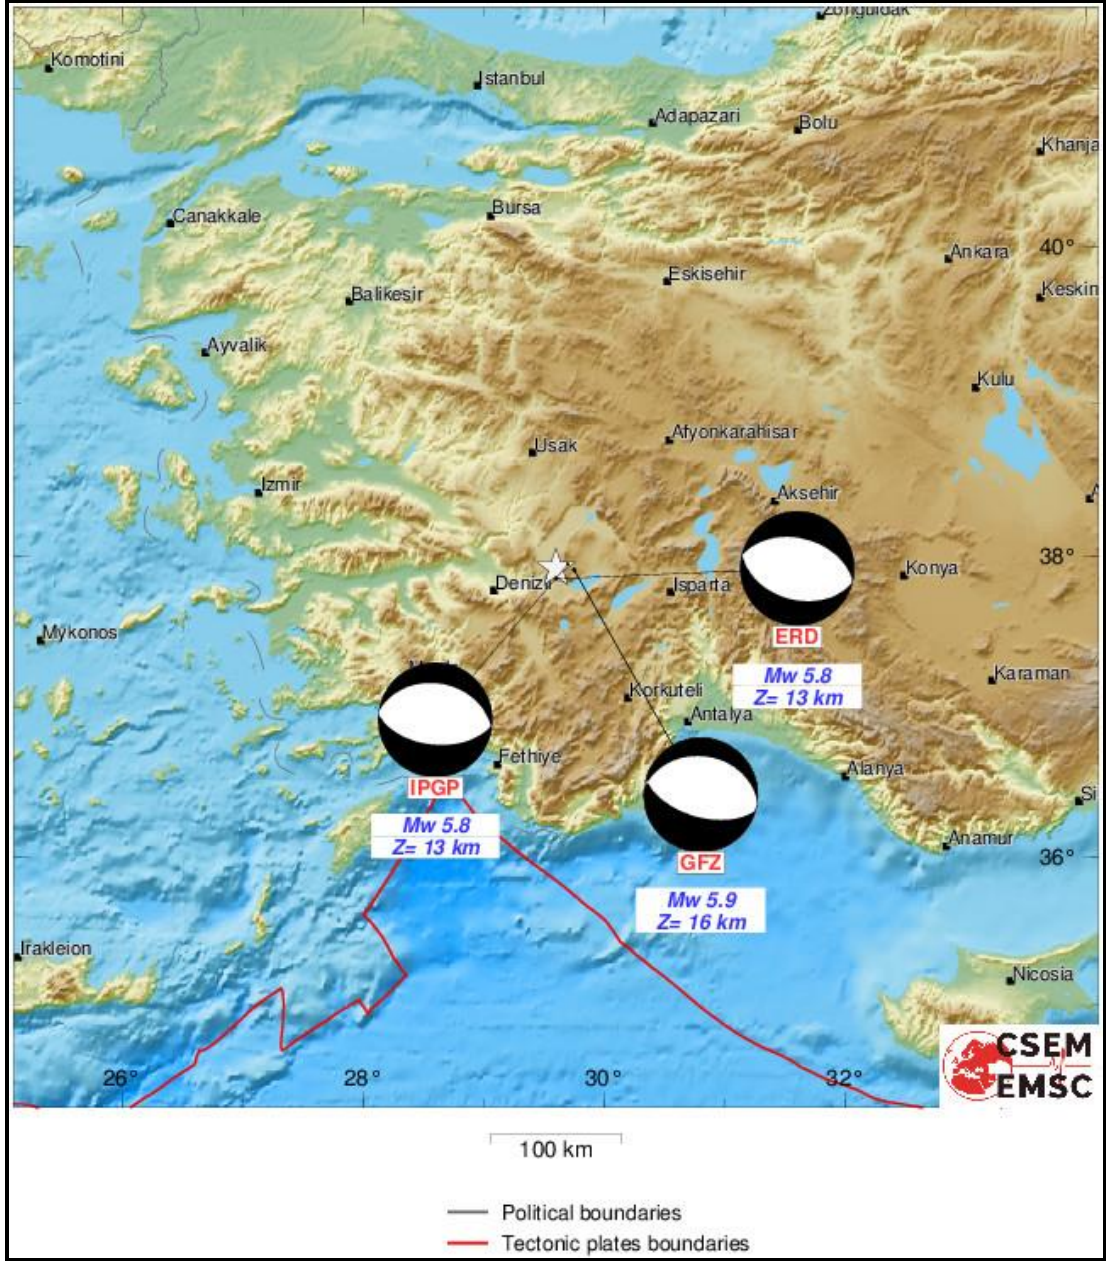 Zonguldak
Komotini
Istanbul
Adapazari
Bolu
Khanja
Canakkale
Bursa
40°
Ankara
Eskisehir
Balikesir
Keskin
Ayvalik
Kulu
Afyonkarahisar
Usak
Izmir
Aksehir
A
38°
Denizli
Isparta
Konya
Mykonos
ERD
Mw 5.8
Z= 13 km
Karaman
Korkuteli
Antalya
Fethiye
Alanya
IPGP
Mw 5.8
Z= 13 km
Si
Anamur
36°
GFZ
Mw 5.9
Z= 16 km
Irakleion
Nicosia
CSEM
EMSC
26°
28°
30°
32°
100 km
Political boundaries
Tectonic plates boundaries